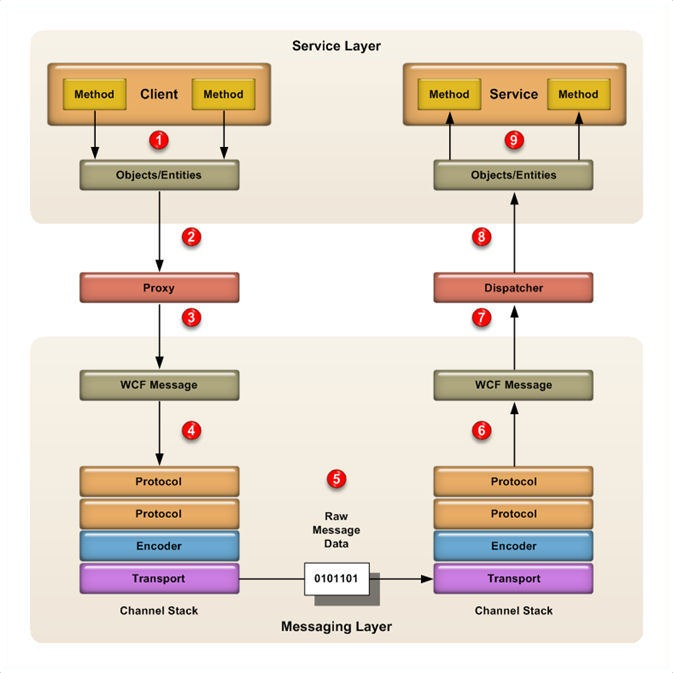 Service Layer
Method Client Method
Method Service Method
1
9
Objects/Entities
Objects/Entities
2
8
Proxy
Dispatcher
3
7
WCF Message
WCF Message
4
6
Protocol
Protocol
5
Protocol
Protocol
Raw
Message
Data
Encoder
Encoder
Transport
0101101
Transport
Channel Stack
Channel Stack
Messaging Layer